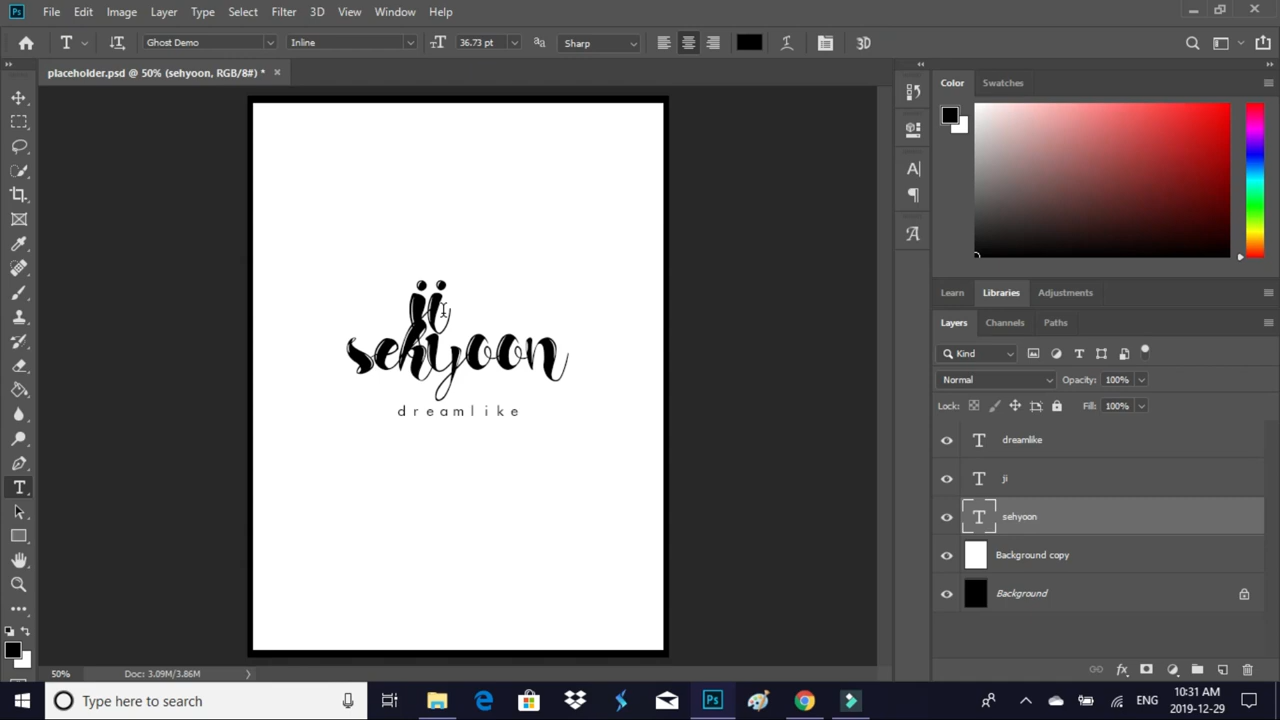 Ps File Edit Image Layer Type Select Filter 3D View Window Help
T Ghost Demo Inline 36.73 pt Sharp 3D
placeholder.psd @ 50% (sehyoon, RGB/8#) *
Color Swatches
ji
sehyoon
dreamlike
Learn Libraries Adjustments
Layers Channels Paths
Kind
Normal Opacity: 100%
Lock: Fill: 100%
T dreamlike
T ji
T sehyoon
Background copy
Background
50% Doc: 3.09M/3.86M
Type here to search
Ps
ENG
10:31 AM
2019-12-29